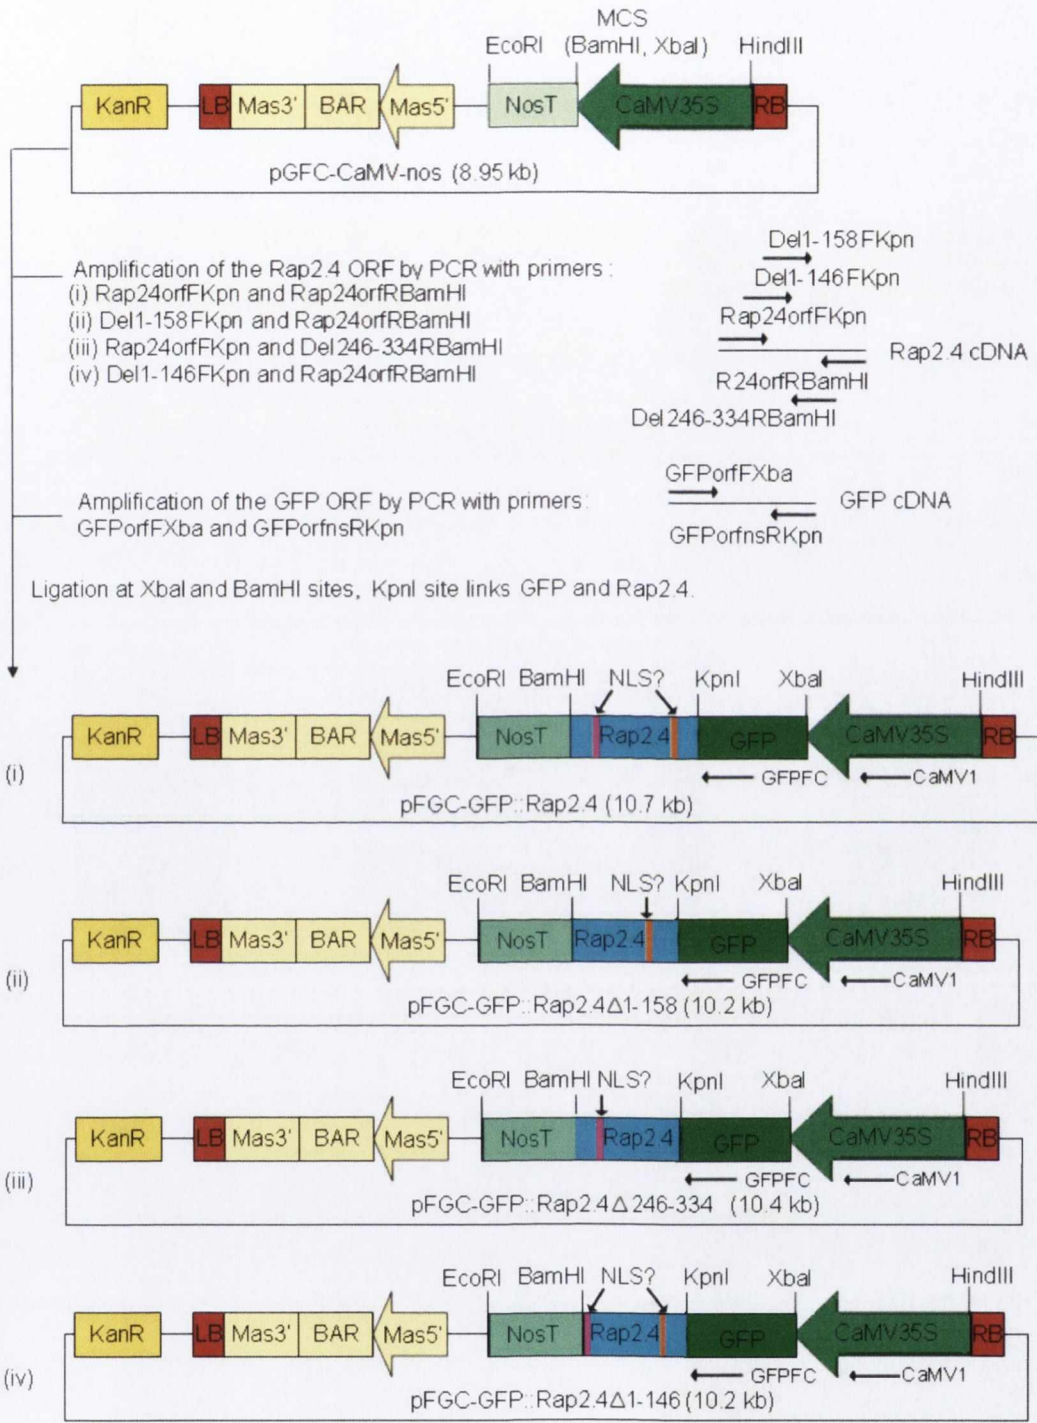 MCS
EcoRI (BamHI, XbaI) HindIII
KanR LB Mas3' BAR Mas5' NosT CaMV35S RB
pGFC-CaMV-nos (8.95 kb)
Amplification of the Rap2.4 ORF by PCR with primers :
(i) Rap24orfFKpn and Rap24orfRBamHI
(ii) Del1-158FKpn and Rap24orfRBamHI
(iii) Rap24orfFKpn and Del246-334RBamHI
(iv) Del1-146FKpn and Rap24orfRBamHI
Del1-158FKpn
Del1-146FKpn
Rap24orfFKpn
Rap2.4 cDNA
R24orfRBamHI
Del246-334RBamHI
Amplification of the GFP ORF by PCR with primers:
GFPorfFXba and GFPorfnsRKpn
GFPorfFXba
GFP cDNA
GFPorfnsRKpn
Ligation at XbaI and BamHI sites, KpnI site links GFP and Rap2.4.
EcoRI BamHI NLS? KpnI XbaI HindIII
KanR LB Mas3' BAR Mas5' NosT Rap2.4 GFP CaMV35S RB
(i)
GFPFC CaMV1
pFGC-GFP::Rap2.4 (10.7 kb)
EcoRI BamHI NLS? KpnI XbaI HindIII
KanR LB Mas3' BAR Mas5' NosT Rap2.4 GFP CaMV35S RB
(ii)
GFPFC CaMV1
pFGC-GFP::Rap2.4Δ1-158 (10.2 kb)
EcoRI BamHI NLS? KpnI XbaI HindIII
KanR LB Mas3' BAR Mas5' NosT Rap2.4 GFP CaMV35S RB
(iii)
GFPFC CaMV1
pFGC-GFP::Rap2.4Δ246-334 (10.4 kb)
EcoRI BamHI NLS? KpnI XbaI HindIII
KanR LB Mas3' BAR Mas5' NosT Rap2.4 GFP CaMV35S RB
(iv)
GFPFC CaMV1
pFGC-GFP::Rap2.4Δ1-146 (10.2 kb)